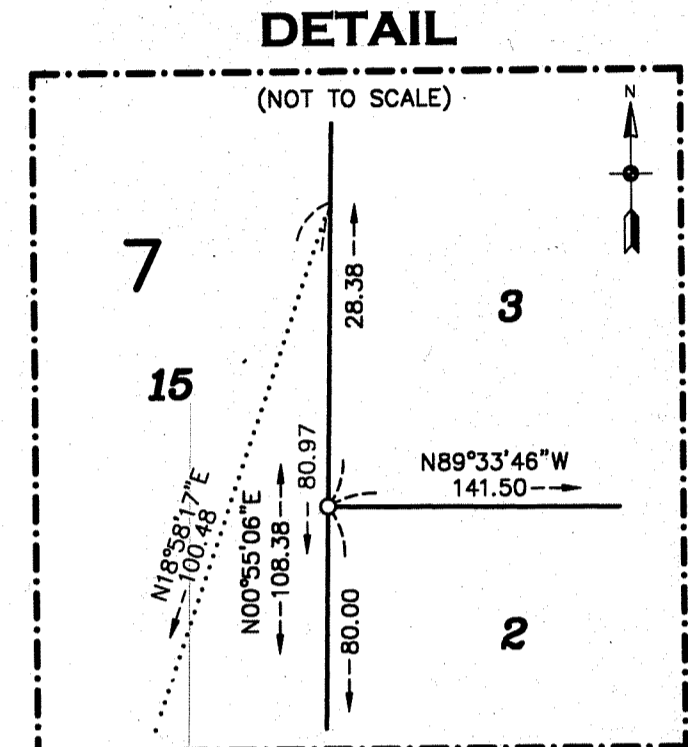 DETAIL
(NOT TO SCALE)
N
7
3
15
28.38
80.97
N89°33'46"W
141.50
N18°58'17"E
100.48
N00°55'06"E
108.38
80.00
2